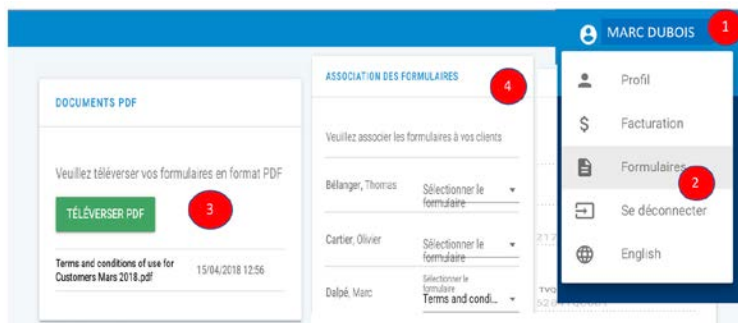 MARC DUBOIS
1
Profil
Facturation
Formulaires
2
Se déconnecter
English
DOCUMENTS PDF
Veuillez téléverser vos formulaires en format PDF
TÉLÉVERSER PDF
3
Terms and conditions of use for
Customers Mars 2018.pdf
15/04/2018 12:56
ASSOCIATION DES FORMULAIRES
4
Veuillez associer les formulaires à vos clients
Bélanger, Thomas
Sélectionner le
formulaire
Cartier, Olivier
Sélectionner le
formulaire
Dalpé, Marc
Sélectionner le
formulaire
Terms and condi...